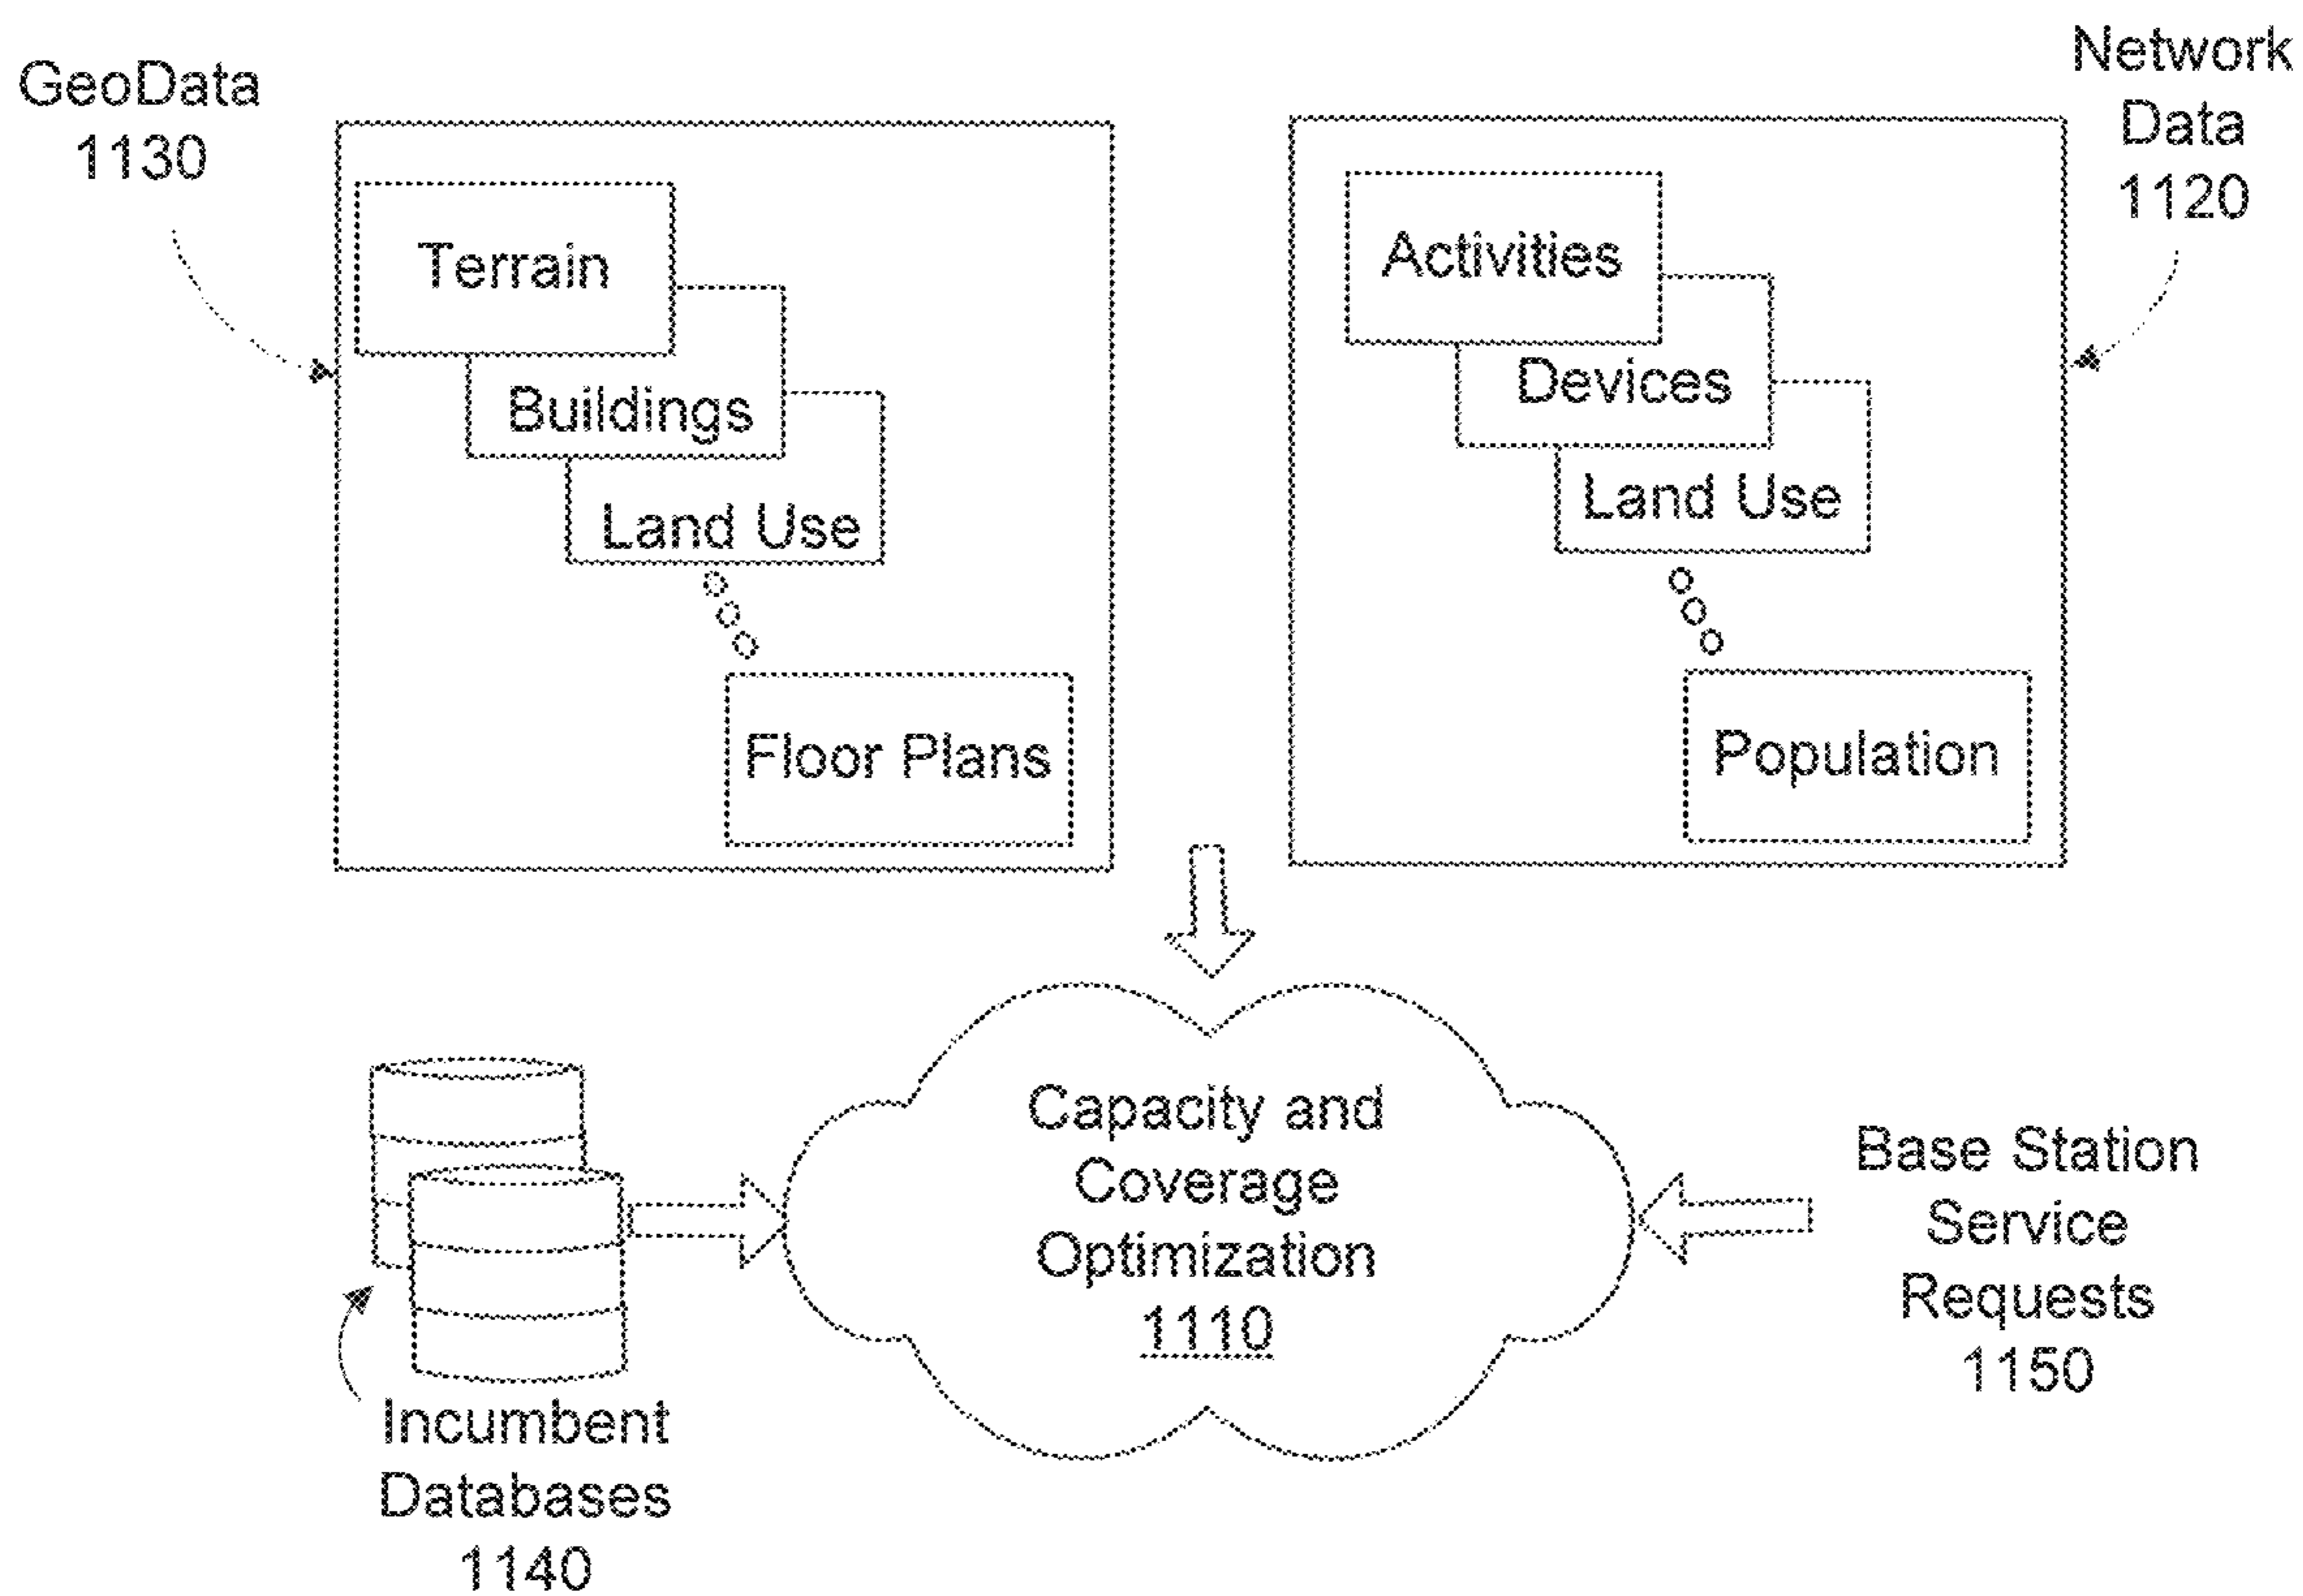 GeoData
1130
Terrain
Buildings
Land Use
Floor Plans
Network
Data
1120
Activities
Devices
Land Use
Population
Capacity and
Coverage
Optimization
1110
Incumbent
Databases
1140
Base Station
Service
Requests
1150